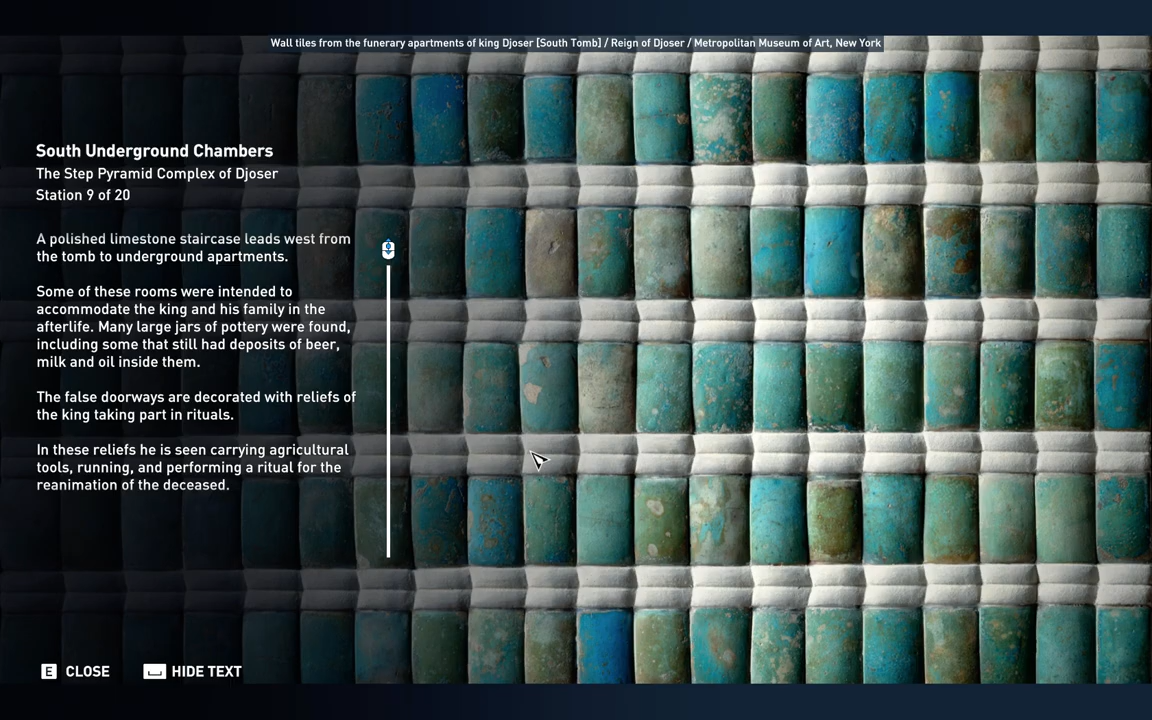 Wall tiles from the funerary apartments of king Djoser [South Tomb] / Reign of Djoser / Metropolitan Museum of Art, New York
South Underground Chambers
The Step Pyramid Complex of Djoser
Station 9 of 20
A polished limestone staircase leads west from
the tomb to underground apartments.
Some of these rooms were intended to
accommodate the king and his family in the
afterlife. Many large jars of pottery were found,
including some that still had deposits of beer,
milk and oil inside them.
The false doorways are decorated with reliefs of
the king taking part in rituals.
In these reliefs he is seen carrying agricultural
tools, running, and performing a ritual for the
reanimation of the deceased.
E CLOSE
HIDE TEXT